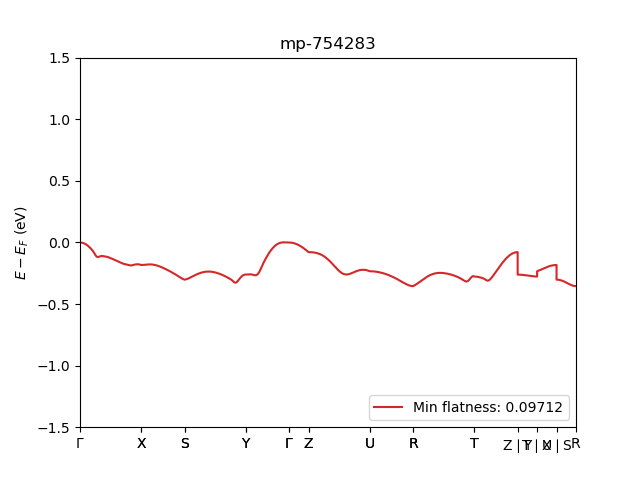 mp-754283
E − E_F (eV)
1.5
1.0
0.5
0.0
−0.5
−1.0
−1.5
Min flatness: 0.09712
Γ X S Y Γ Z U R T Z|T Y|U X|S R